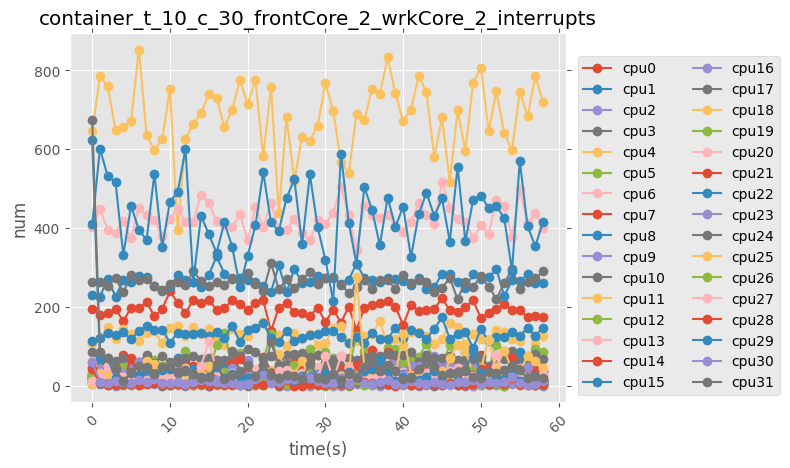 container_t_10_c_30_frontCore_2_wrkCore_2_interrupts
800
600
400
200
0
num
0 10 20 30 40 50 60
time(s)
cpu0 cpu16
cpu1 cpu17
cpu2 cpu18
cpu3 cpu19
cpu4 cpu20
cpu5 cpu21
cpu6 cpu22
cpu7 cpu23
cpu8 cpu24
cpu9 cpu25
cpu10 cpu26
cpu11 cpu27
cpu12 cpu28
cpu13 cpu29
cpu14 cpu30
cpu15 cpu31